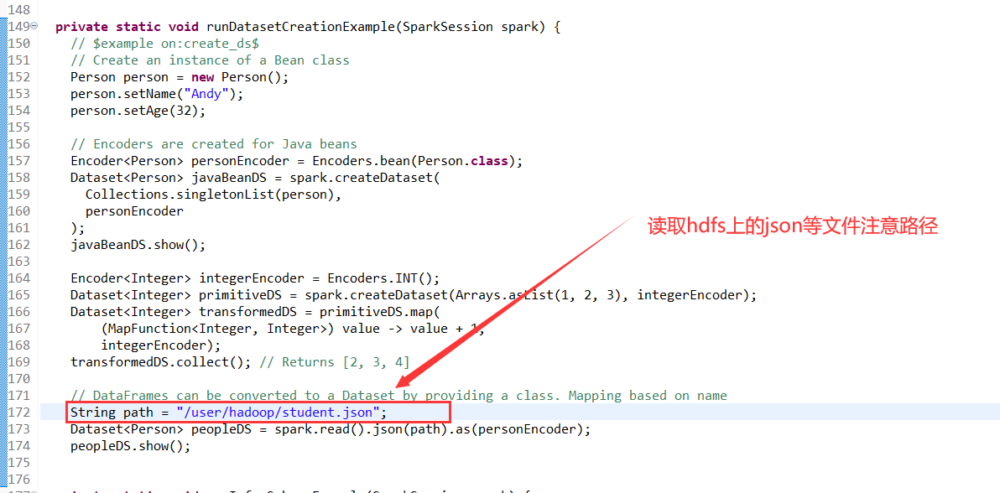 148
149 private static void runDatasetCreationExample(SparkSession spark) {
150 // $example on:create_ds$
151 // Create an instance of a Bean class
152 Person person = new Person();
153 person.setName("Andy");
154 person.setAge(32);
155
156 // Encoders are created for Java beans
157 Encoder<Person> personEncoder = Encoders.bean(Person.class);
158 Dataset<Person> javaBeanDS = spark.createDataset(
159 Collections.singletonList(person),
160 personEncoder
161 );
读取hdfs上的json等文件注意路径
162 javaBeanDS.show();
163
164 Encoder<Integer> integerEncoder = Encoders.INT();
165 Dataset<Integer> primitiveDS = spark.createDataset(Arrays.asList(1, 2, 3), integerEncoder);
166 Dataset<Integer> transformedDS = primitiveDS.map(
167 (MapFunction<Integer, Integer>) value -> value + 1,
168 integerEncoder);
169 transformedDS.collect(); // Returns [2, 3, 4]
170
171 // DataFrames can be converted to a Dataset by providing a class. Mapping based on name
172 String path = "/user/hadoop/student.json";
173 Dataset<Person> peopleDS = spark.read().json(path).as(personEncoder);
174 peopleDS.show();
175
176